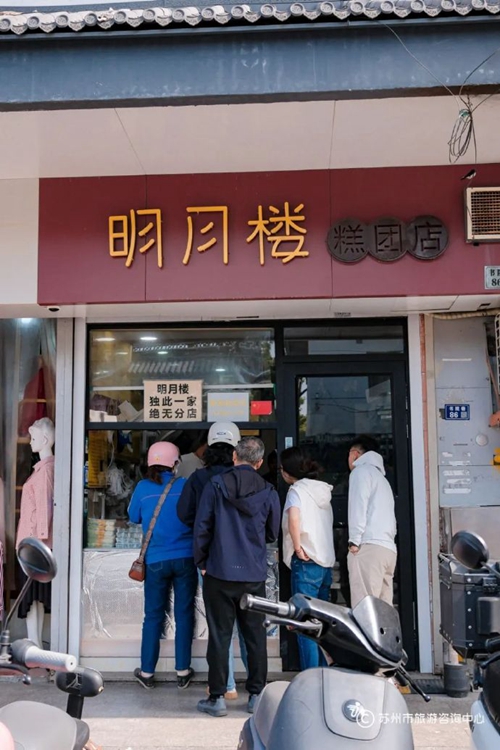 明月楼
糕团店
明月楼
独此一家
绝无分店
86
苏州市旅游咨询中心